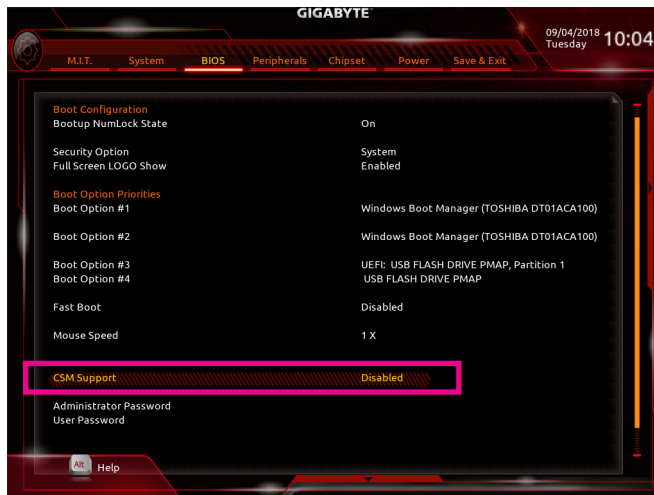 GIGABYTE™
09/04/2018 10:04
Tuesday
M.I.T. System BIOS Peripherals Chipset Power Save & Exit
Boot Configuration
Bootup NumLock State On
Security Option System
Full Screen LOGO Show Enabled
Boot Option Priorities
Boot Option #1 Windows Boot Manager (TOSHIBA DT01ACA100)
Boot Option #2 Windows Boot Manager (TOSHIBA DT01ACA100)
Boot Option #3 UEFI: USB FLASH DRIVE PMAP, Partition 1
Boot Option #4 USB FLASH DRIVE PMAP
Fast Boot Disabled
Mouse Speed 1 X
CSM Support Disabled
Administrator Password
User Password
Alt Help